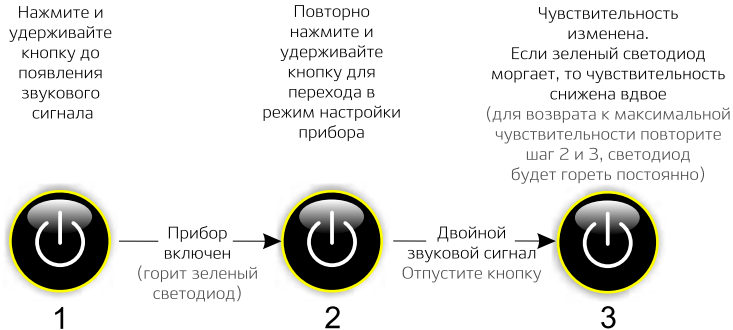 Нажмите и
удерживайте
кнопку до
появления
звукового
сигнала
Прибор
включен
(горит зеленый
светодиод)
1
Повторно
нажмите и
удерживайте
кнопку для
перехода в
режим настройки
прибора
Двойной
звуковой сигнал
Отпустите кнопку
2
Чувствительность
изменена.
Если зеленый светодиод
моргает, то чувствительность
снижена вдвое
(для возврата к максимальной
чувствительности повторите
шаг 2 и 3, светодиод
будет гореть постоянно)
3